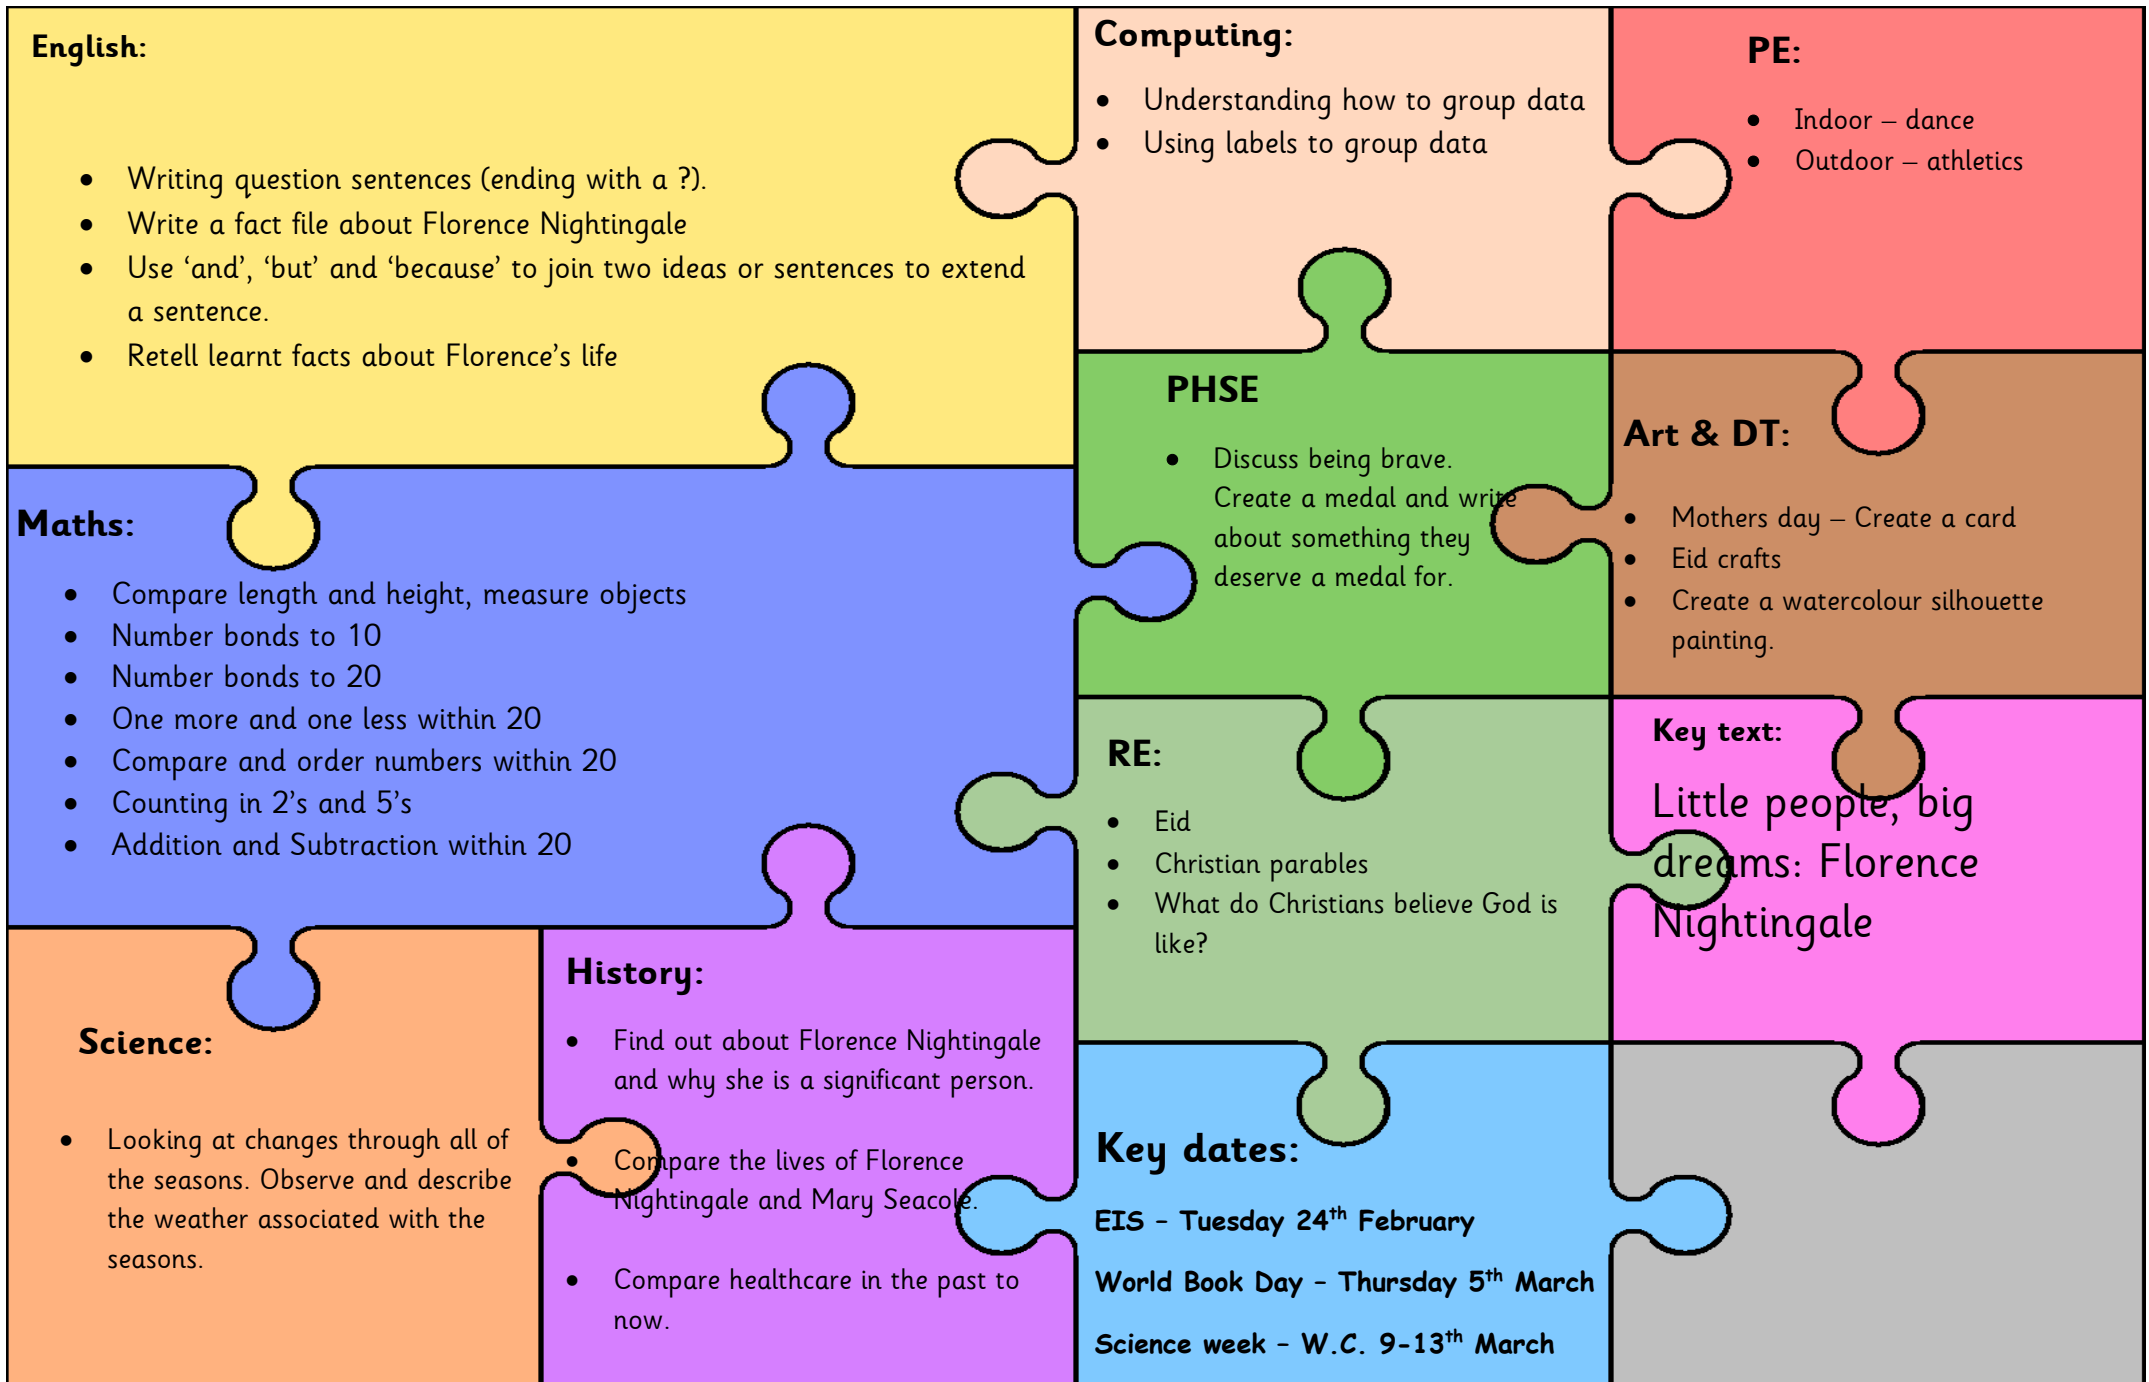 English:
• Writing question sentences (ending with a ?).
• Write a fact file about Florence Nightingale
• Use ‘and’, ‘but’ and ‘because’ to join two ideas or sentences to extend
a sentence.
• Retell learnt facts about Florence’s life
Computing:
• Understanding how to group data
• Using labels to group data
PE:
• Indoor – dance
• Outdoor – athletics
Maths:
• Compare length and height, measure objects
• Number bonds to 10
• Number bonds to 20
• One more and one less within 20
• Compare and order numbers within 20
• Counting in 2’s and 5’s
• Addition and Subtraction within 20
PHSE
• Discuss being brave.
Create a medal and write
about something they
deserve a medal for.
Art & DT:
• Mothers day – Create a card
• Eid crafts
• Create a watercolour silhouette
painting.
RE:
• Eid
• Christian parables
• What do Christians believe God is
like?
Key text:
Little people, big
dreams: Florence
Nightingale
Science:
• Looking at changes through all of
the seasons. Observe and describe
the weather associated with the
seasons.
History:
• Find out about Florence Nightingale
and why she is a significant person.
• Compare the lives of Florence
Nightingale and Mary Seacole.
• Compare healthcare in the past to
now.
Key dates:
EIS – Tuesday 24th February
World Book Day – Thursday 5th March
Science week – W.C. 9-13th March